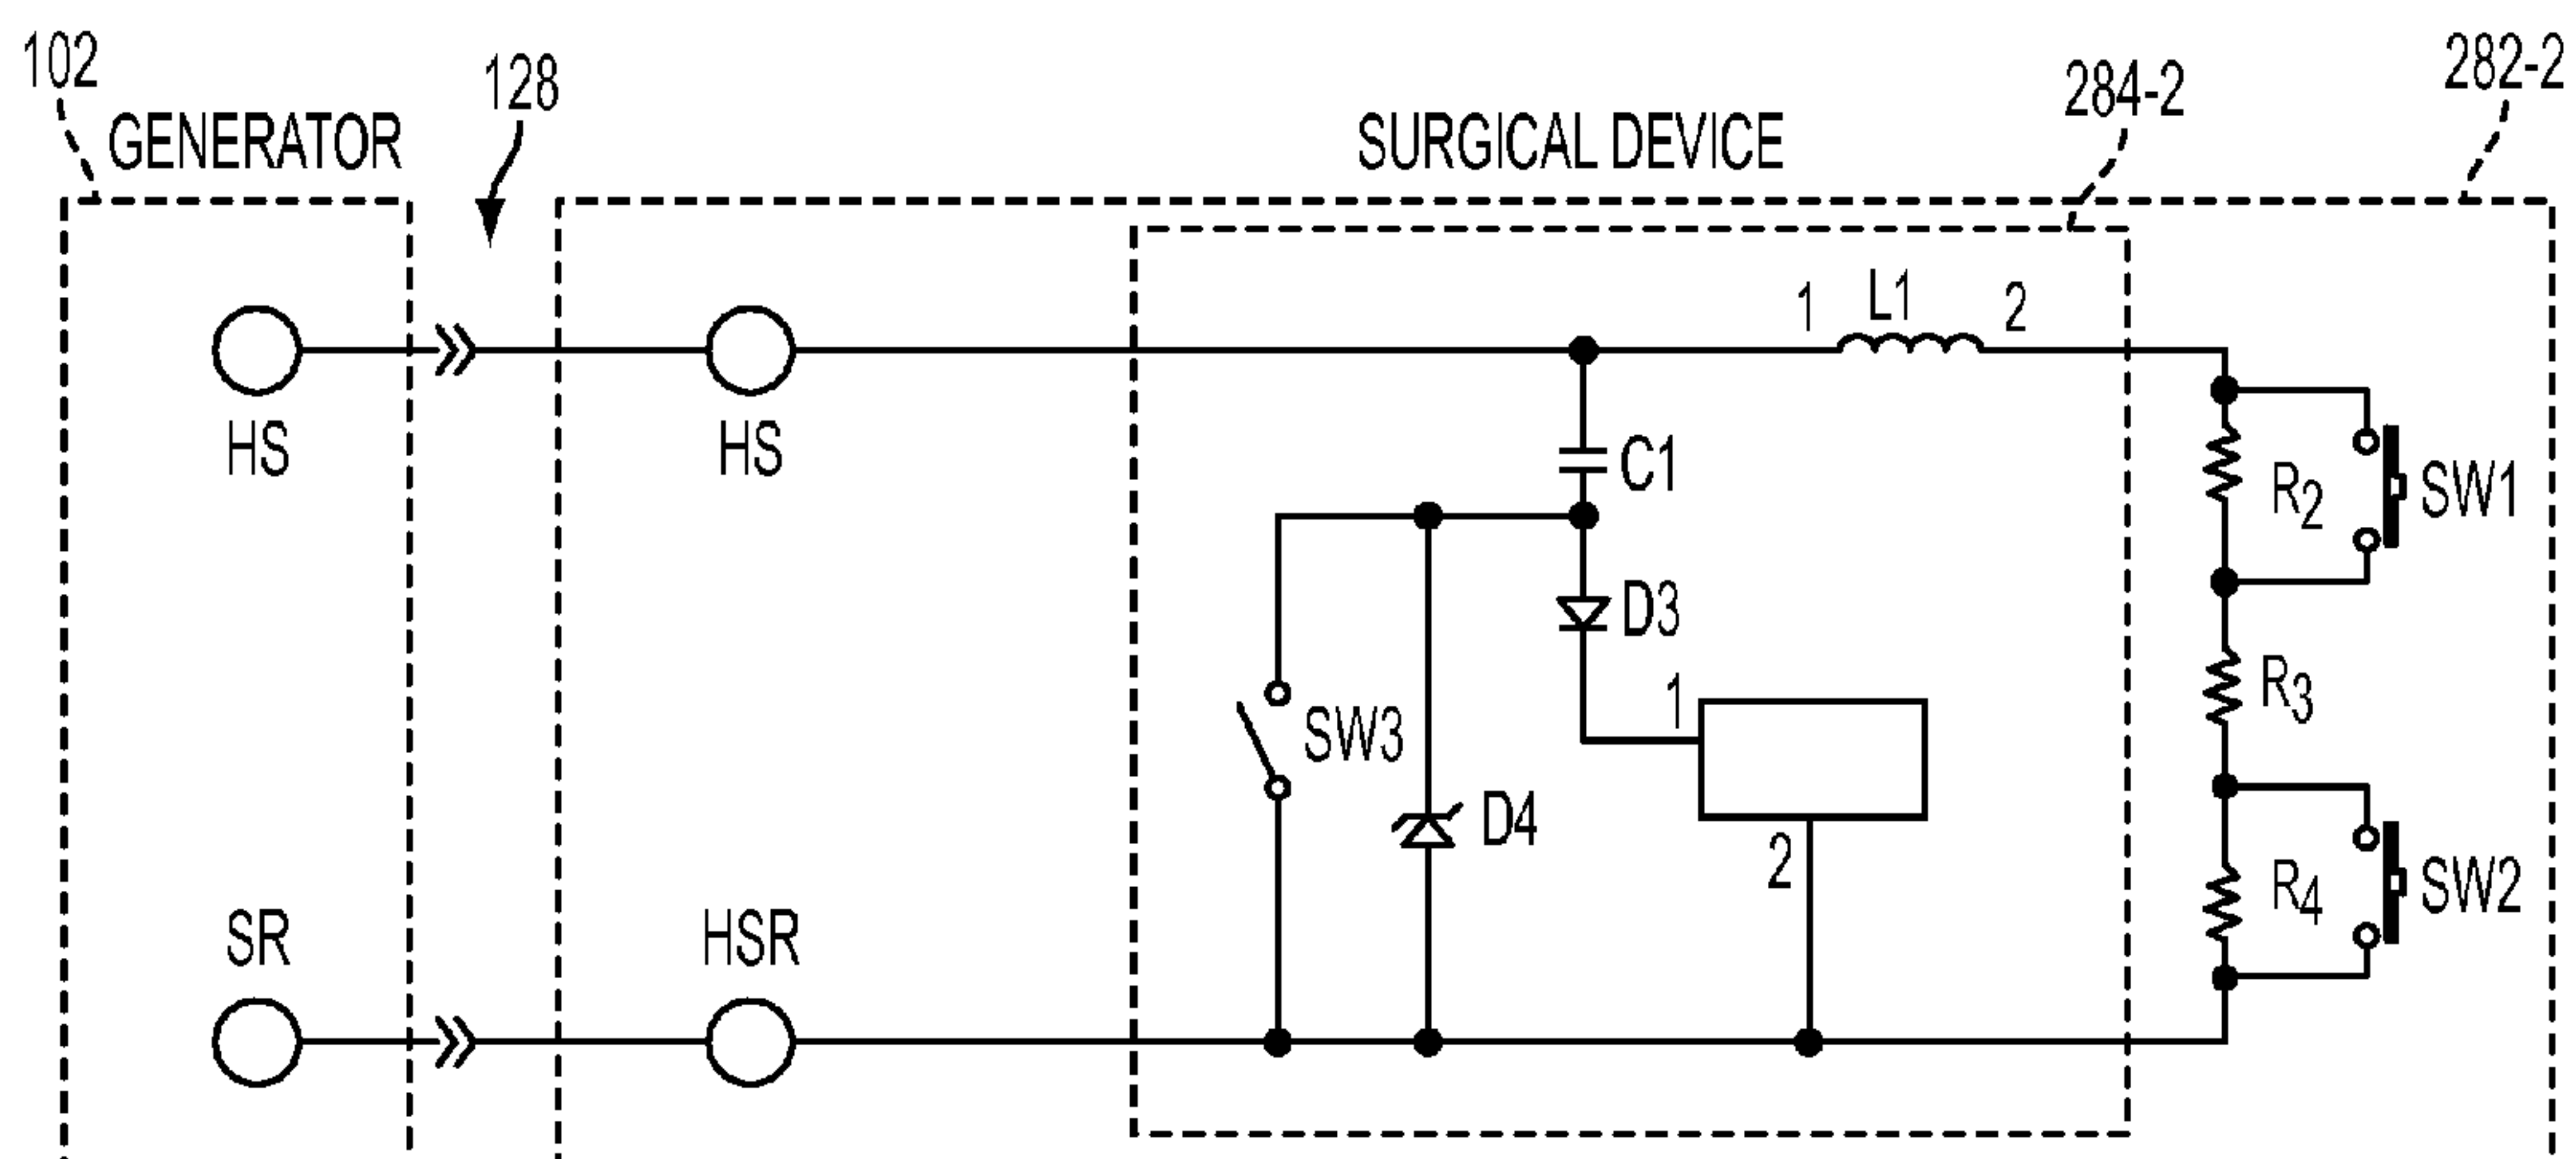 102
128
284-2
282-2
GENERATOR
SURGICAL DEVICE
1 L1 2
HS
HS
C1
R2
SW1
D3
1
R3
SW3
D4
2
R4
SW2
SR
HSR